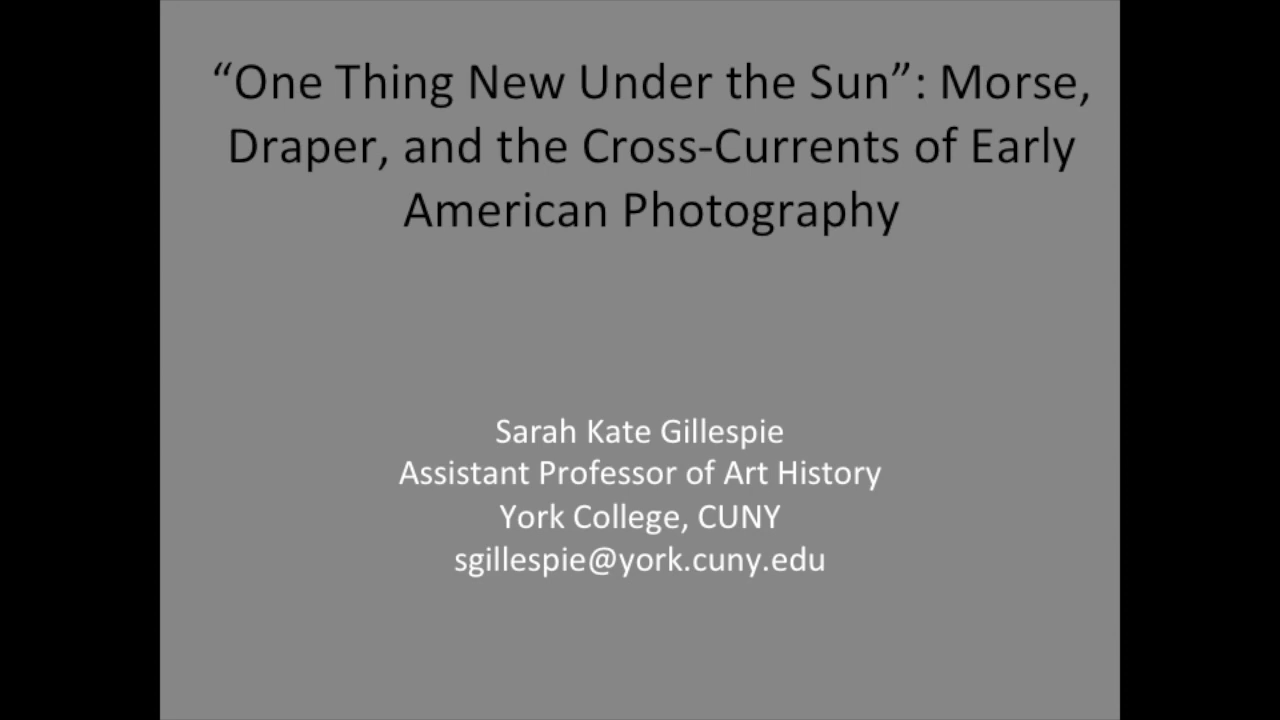 “One Thing New Under the Sun”: Morse,
Draper, and the Cross-Currents of Early
American Photography
Sarah Kate Gillespie
Assistant Professor of Art History
York College, CUNY
sgillespie@york.cuny.edu